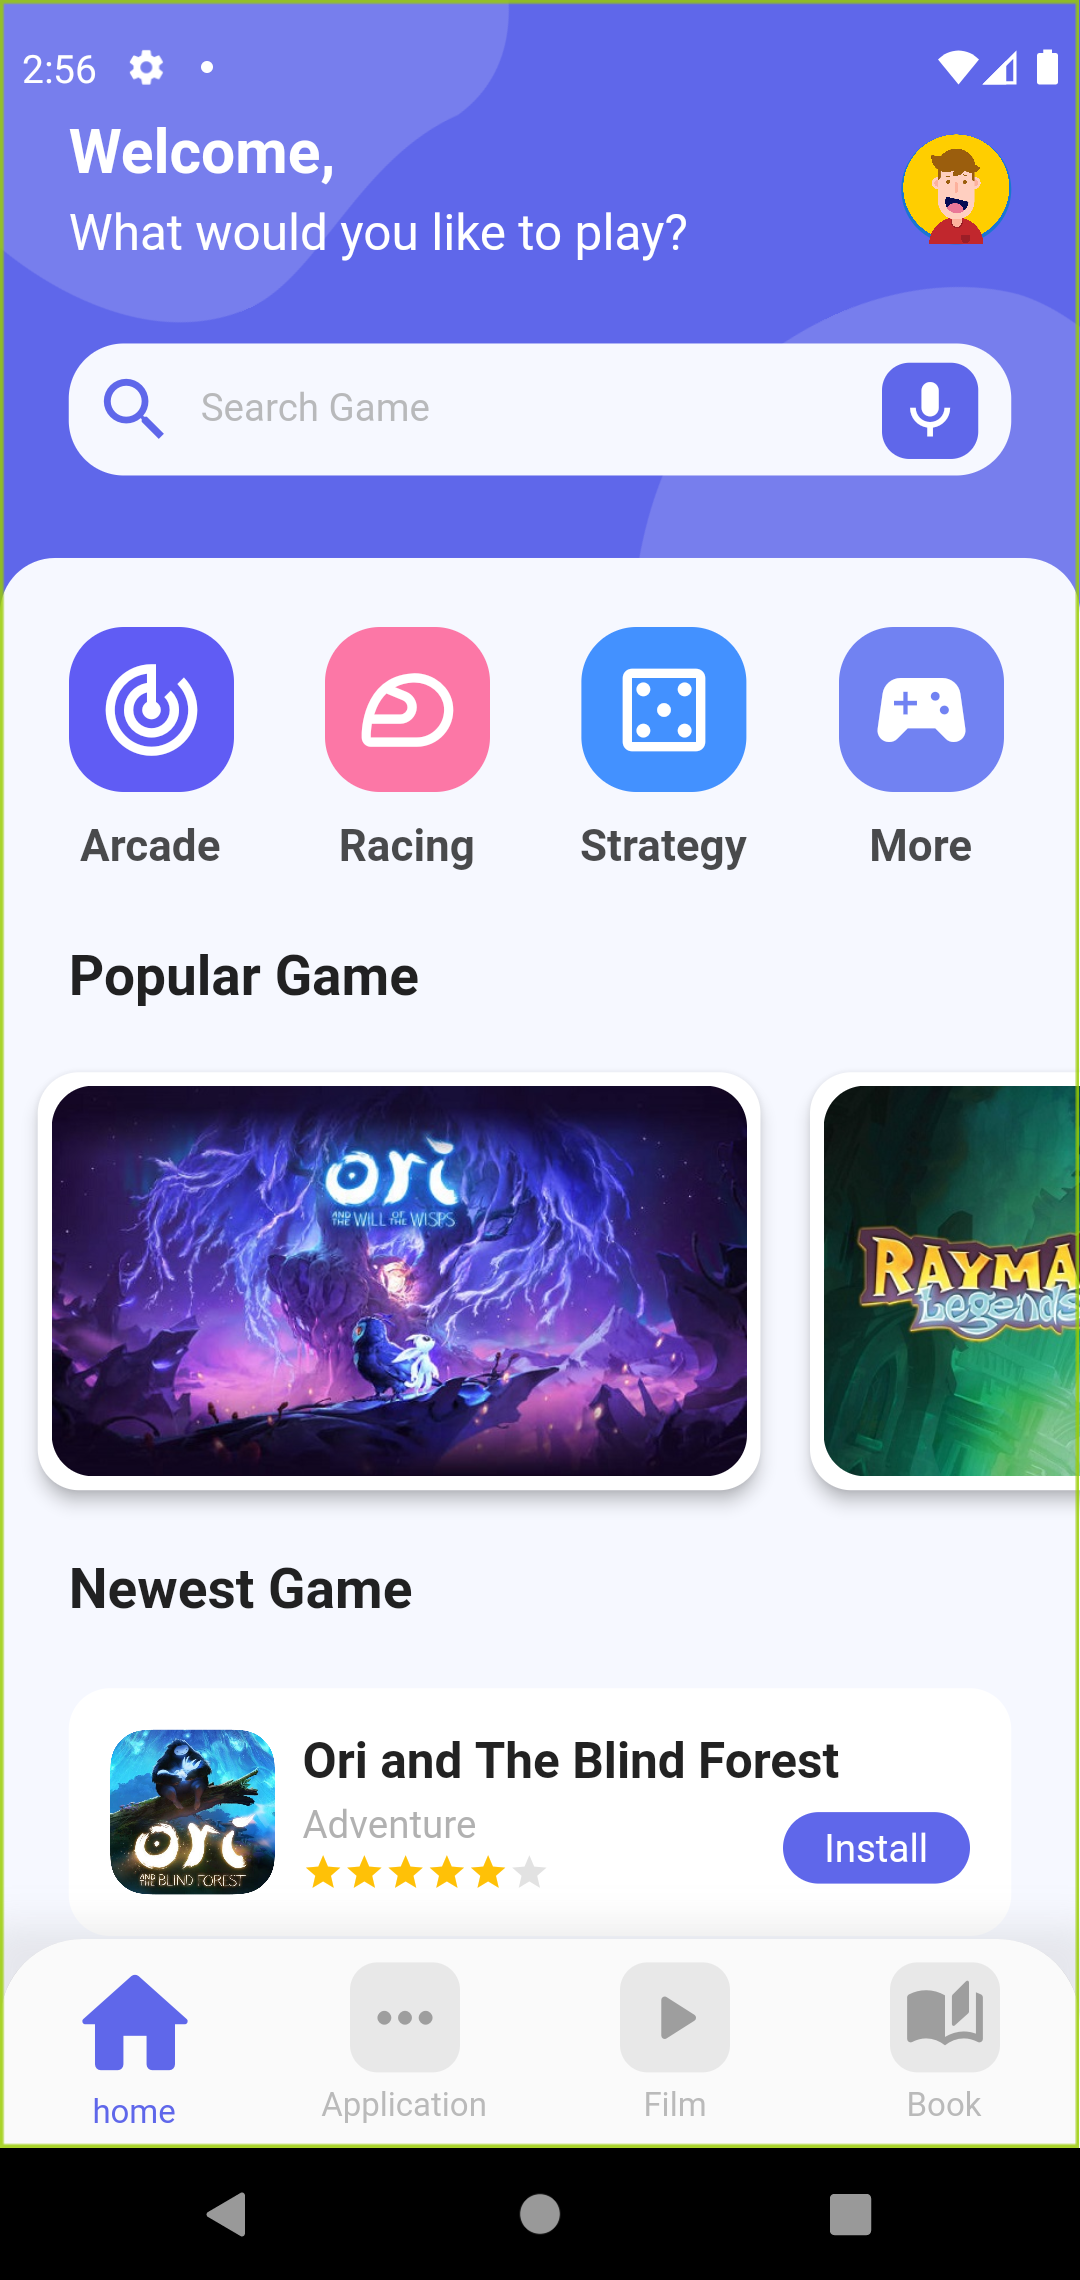 2:56
Welcome,
What would you like to play?
Search Game
Arcade
Racing
Strategy
More
Popular Game
ori
AND THE WILL OF THE WISPS
RAYMA
Legends
Newest Game
ori
AND THE BLIND FOREST
Ori and The Blind Forest
Adventure
Install
home
Application
Film
Book